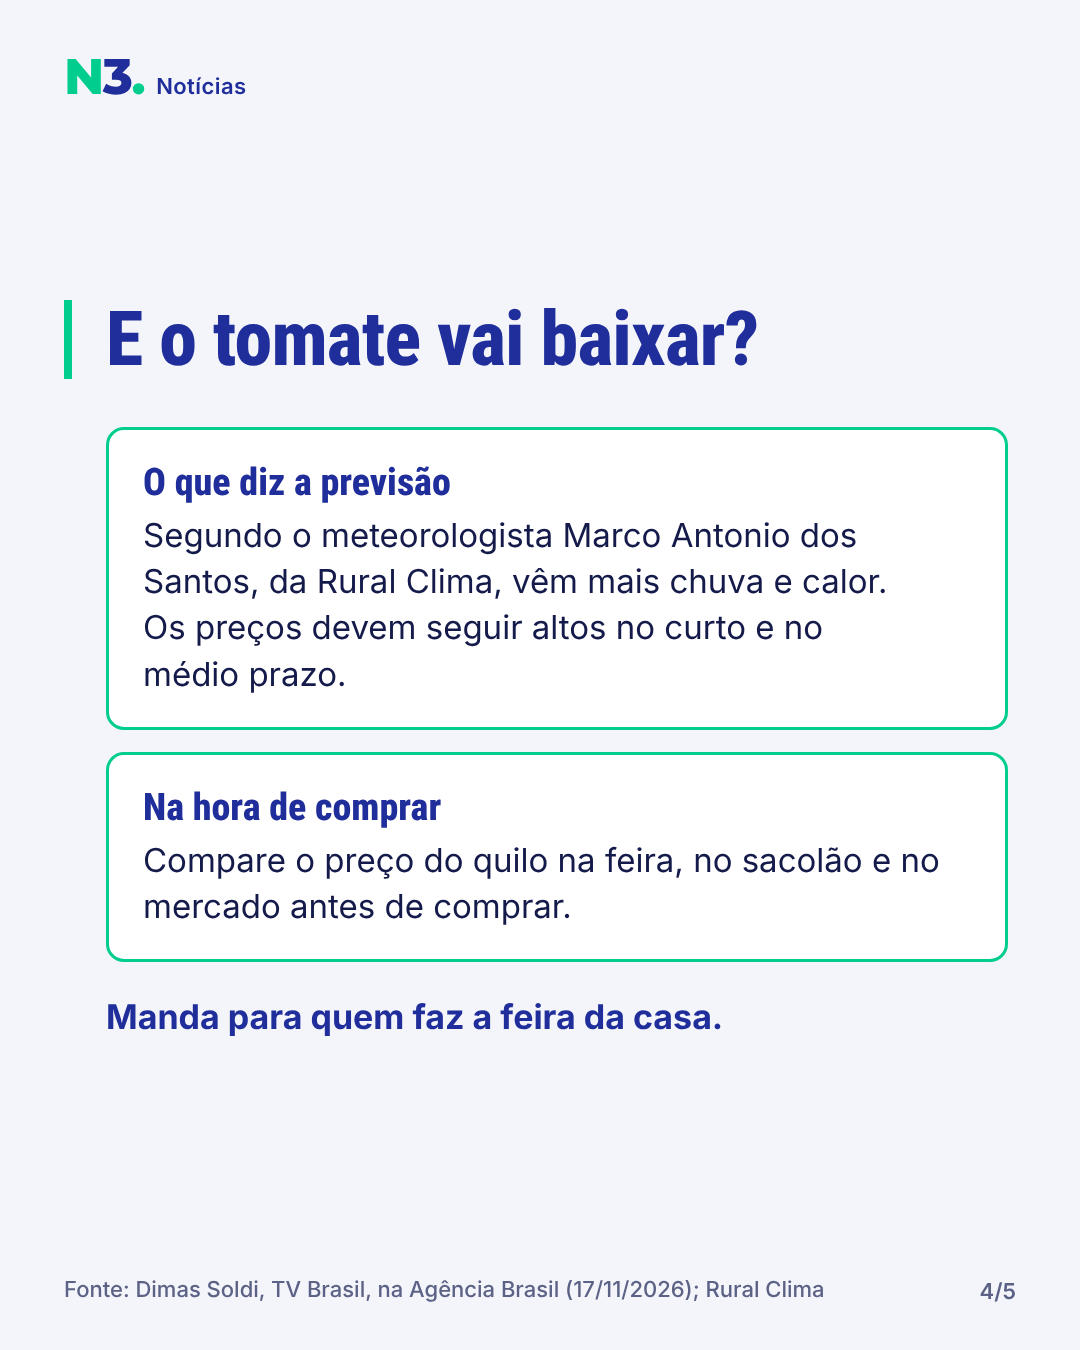 N3. Notícias
E o tomate vai baixar?
O que diz a previsão
Segundo o meteorologista Marco Antonio dos
Santos, da Rural Clima, vêm mais chuva e calor.
Os preços devem seguir altos no curto e no
médio prazo.
Na hora de comprar
Compare o preço do quilo na feira, no sacolão e no
mercado antes de comprar.
Manda para quem faz a feira da casa.
Fonte: Dimas Soldi, TV Brasil, na Agência Brasil (17/11/2026); Rural Clima
4/5